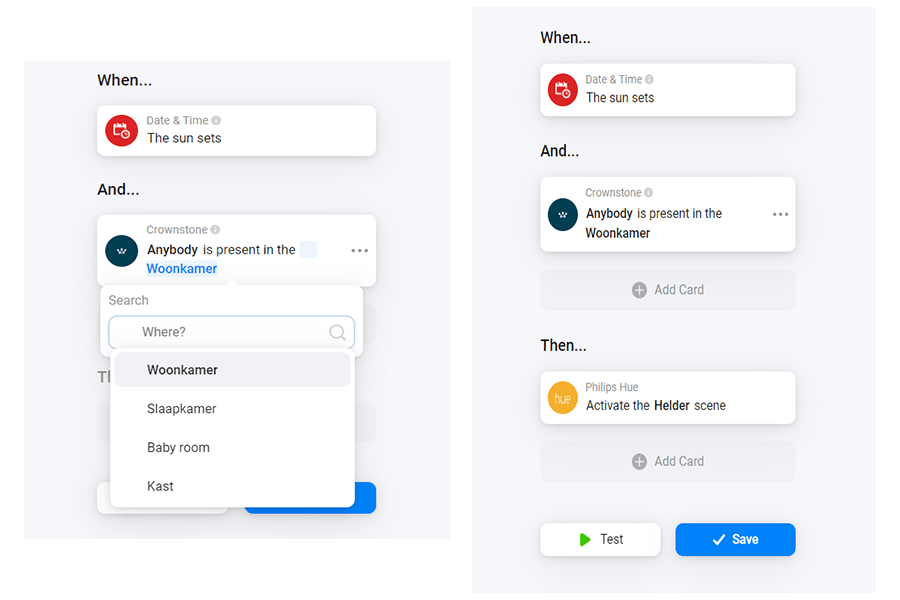 When...
Date & Time
The sun sets
And...
Crownstone
Anybody is present in the
Woonkamer
Search
Where?
Woonkamer
Slaapkamer
Baby room
Kast
When...
Date & Time
The sun sets
And...
Crownstone
Anybody is present in the
Woonkamer
Add Card
Then...
hue
Philips Hue
Activate the Helder scene
Add Card
Test
Save